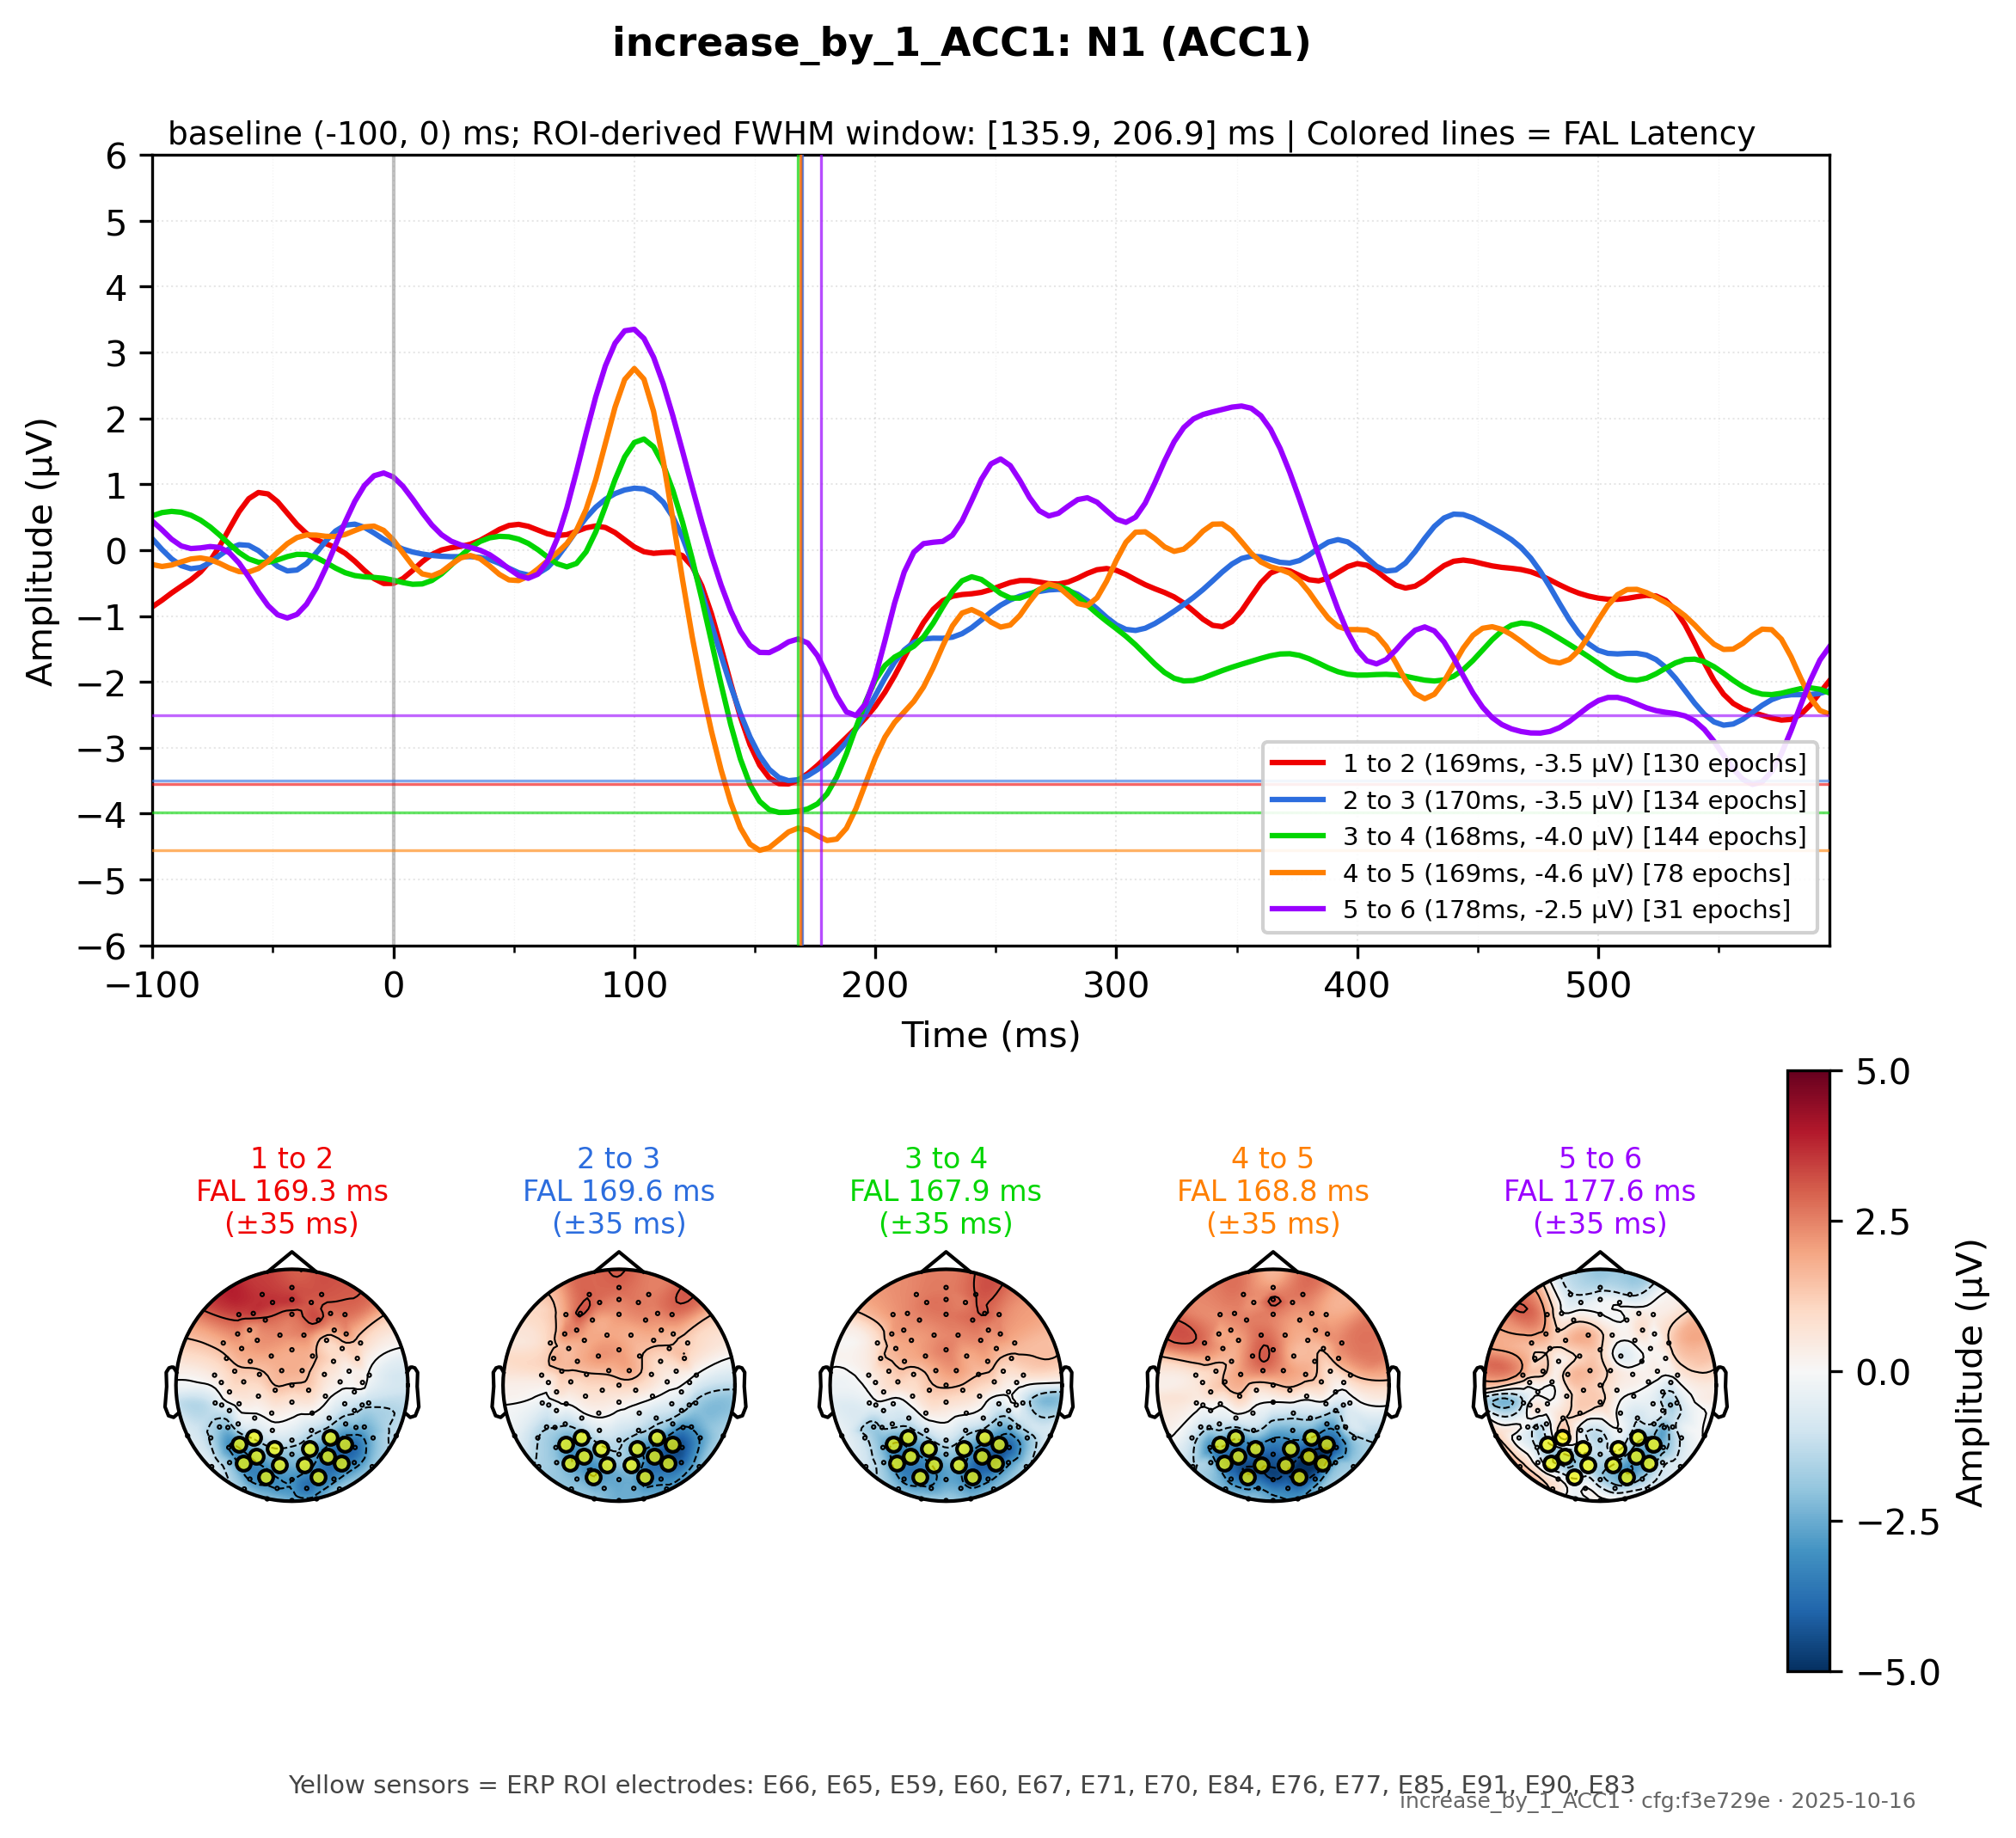 increase_by_1_ACC1: N1 (ACC1)
baseline (-100, 0) ms; ROI-derived FWHM window: [135.9, 206.9] ms | Colored lines = FAL Latency
6
5
4
3
2
1
0
−1
−2
−3
−4
−5
−6
Amplitude (μV)
1 to 2 (169ms, -3.5 μV) [130 epochs]
2 to 3 (170ms, -3.5 μV) [134 epochs]
3 to 4 (168ms, -4.0 μV) [144 epochs]
4 to 5 (169ms, -4.6 μV) [78 epochs]
5 to 6 (178ms, -2.5 μV) [31 epochs]
−100 0 100 200 300 400 500
Time (ms)
1 to 2
FAL 169.3 ms
(±35 ms)
2 to 3
FAL 169.6 ms
(±35 ms)
3 to 4
FAL 167.9 ms
(±35 ms)
4 to 5
FAL 168.8 ms
(±35 ms)
5 to 6
FAL 177.6 ms
(±35 ms)
5.0
2.5
0.0
−2.5
−5.0
Amplitude (μV)
Yellow sensors = ERP ROI electrodes: E66, E65, E59, E60, E67, E71, E70, E84, E76, E77, E85, E91, E90, E83
increase_by_1_ACC1 · cfg:f3e729e · 2025-10-16